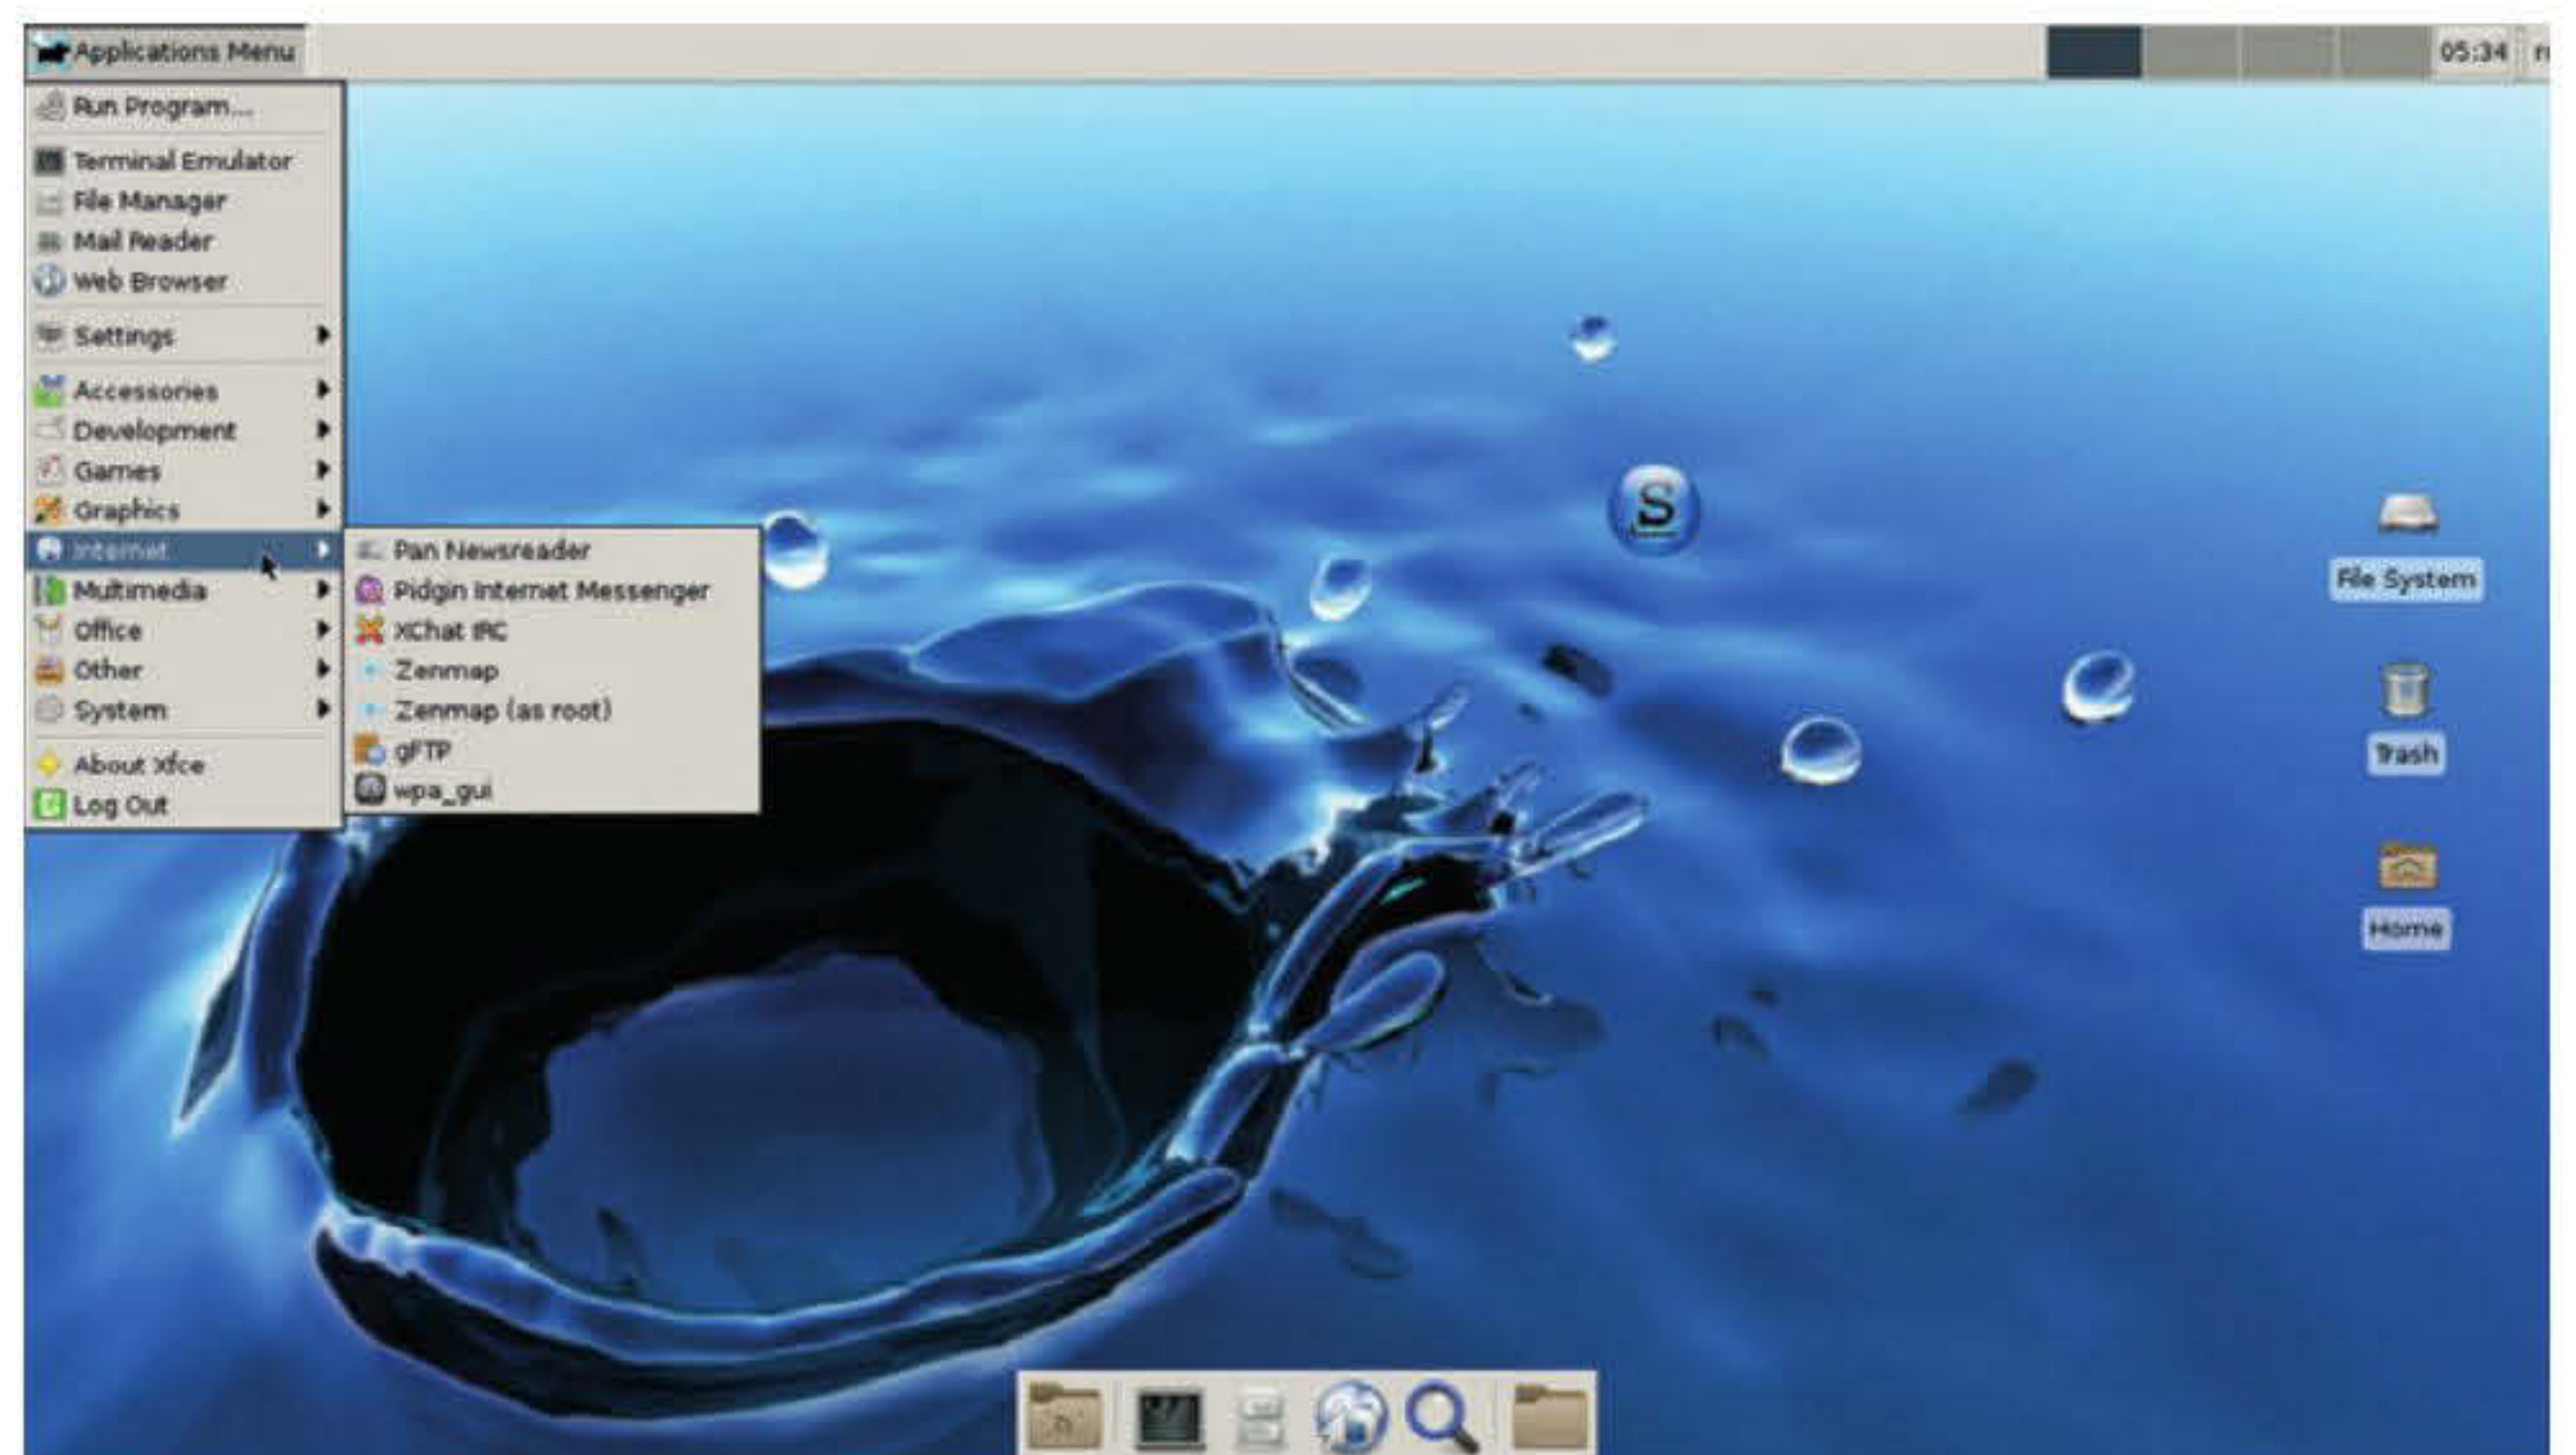 Applications Menu
05:34
Run Program...
Terminal Emulator
File Manager
Mail Reader
Web Browser
Settings
Accessories
Development
Games
Graphics
Internet
Multimedia
Office
Other
System
About Xfce
Log Out
Pan Newsreader
Pidgin Internet Messenger
XChat IRC
Zenmap
Zenmap (as root)
gFTP
wpa_gui
S
File System
Trash
Home